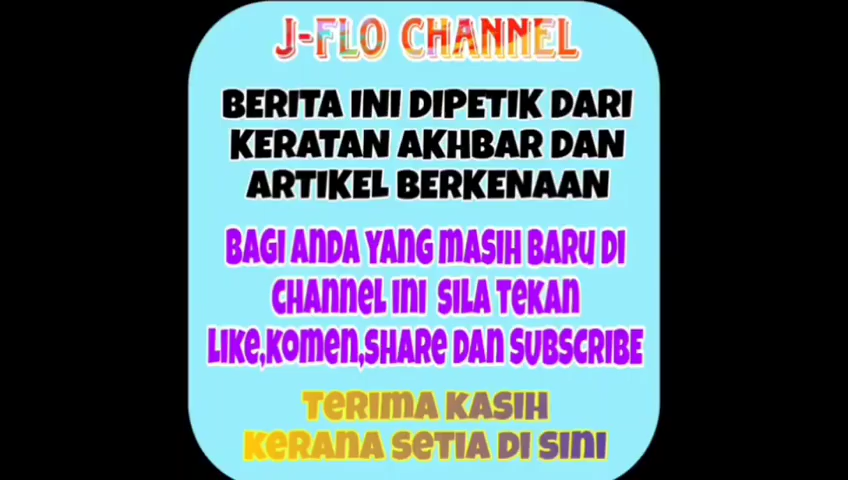 J-FLO CHANNEL
BERITA INI DIPETIK DARI
KERATAN AKHBAR DAN
ARTIKEL BERKENAAN
BAGI ANDA YANG MASIH BARU DI
CHANNEL INI SILA TEKAN
LIKE,KOMEN,SHARE DAN SUBSCRIBE
TERIMA KASIH
KERANA SETIA DI SINI